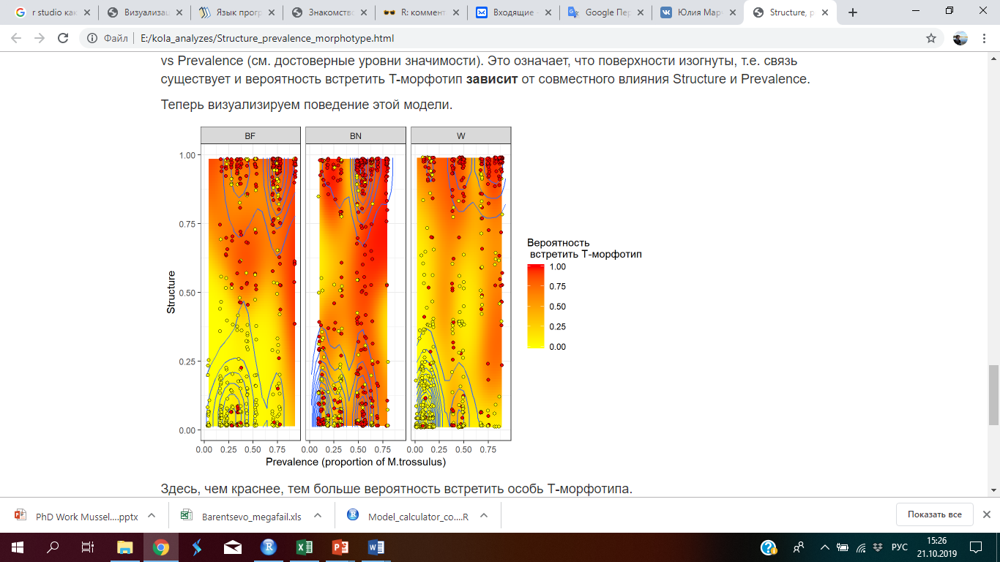 r studio как
Визуализац
Язык прогр
Знакомство
R: коммент
Входящие
Google Пер
Юлия Марк
Structure, p
Файл
E:/kola_analyzes/Structure_prevalence_morphotype.html
vs Prevalence (см. достоверные уровни значимости). Это означает, что поверхности изогнуты, т.е. связь
существует и вероятность встретить Т-морфотип зависит от совместного влияния Structure и Prevalence.
Теперь визуализируем поведение этой модели.
BF BN W
1.00
0.75
0.50
0.25
0.00
Structure
0.00 0.25 0.50 0.75 0.00 0.25 0.50 0.75 0.00 0.25 0.50 0.75
Prevalence (proportion of M.trossulus)
Вероятность
встретить Т-морфотип
1.00
0.75
0.50
0.25
0.00
Здесь, чем краснее, тем больше вероятность встретить особь Т-морфотипа.
PhD Work Mussel....pptx
Barentsevo_megafail.xls
Model_calculator_co....R
Показать все
РУС
15:26
21.10.2019